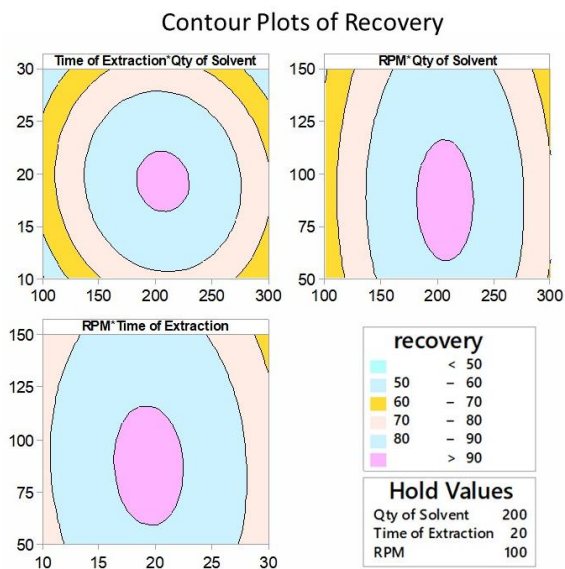 Contour Plots of Recovery
Time of Extraction*Qty of Solvent
30
25
20
15
10
100 150 200 250 300
RPM*Qty of Solvent
150
125
100
75
50
100 150 200 250 300
RPM*Time of Extraction
150
125
100
75
50
10 15 20 25 30
recovery
< 50
50 – 60
60 – 70
70 – 80
80 – 90
> 90
Hold Values
Qty of Solvent 200
Time of Extraction 20
RPM 100